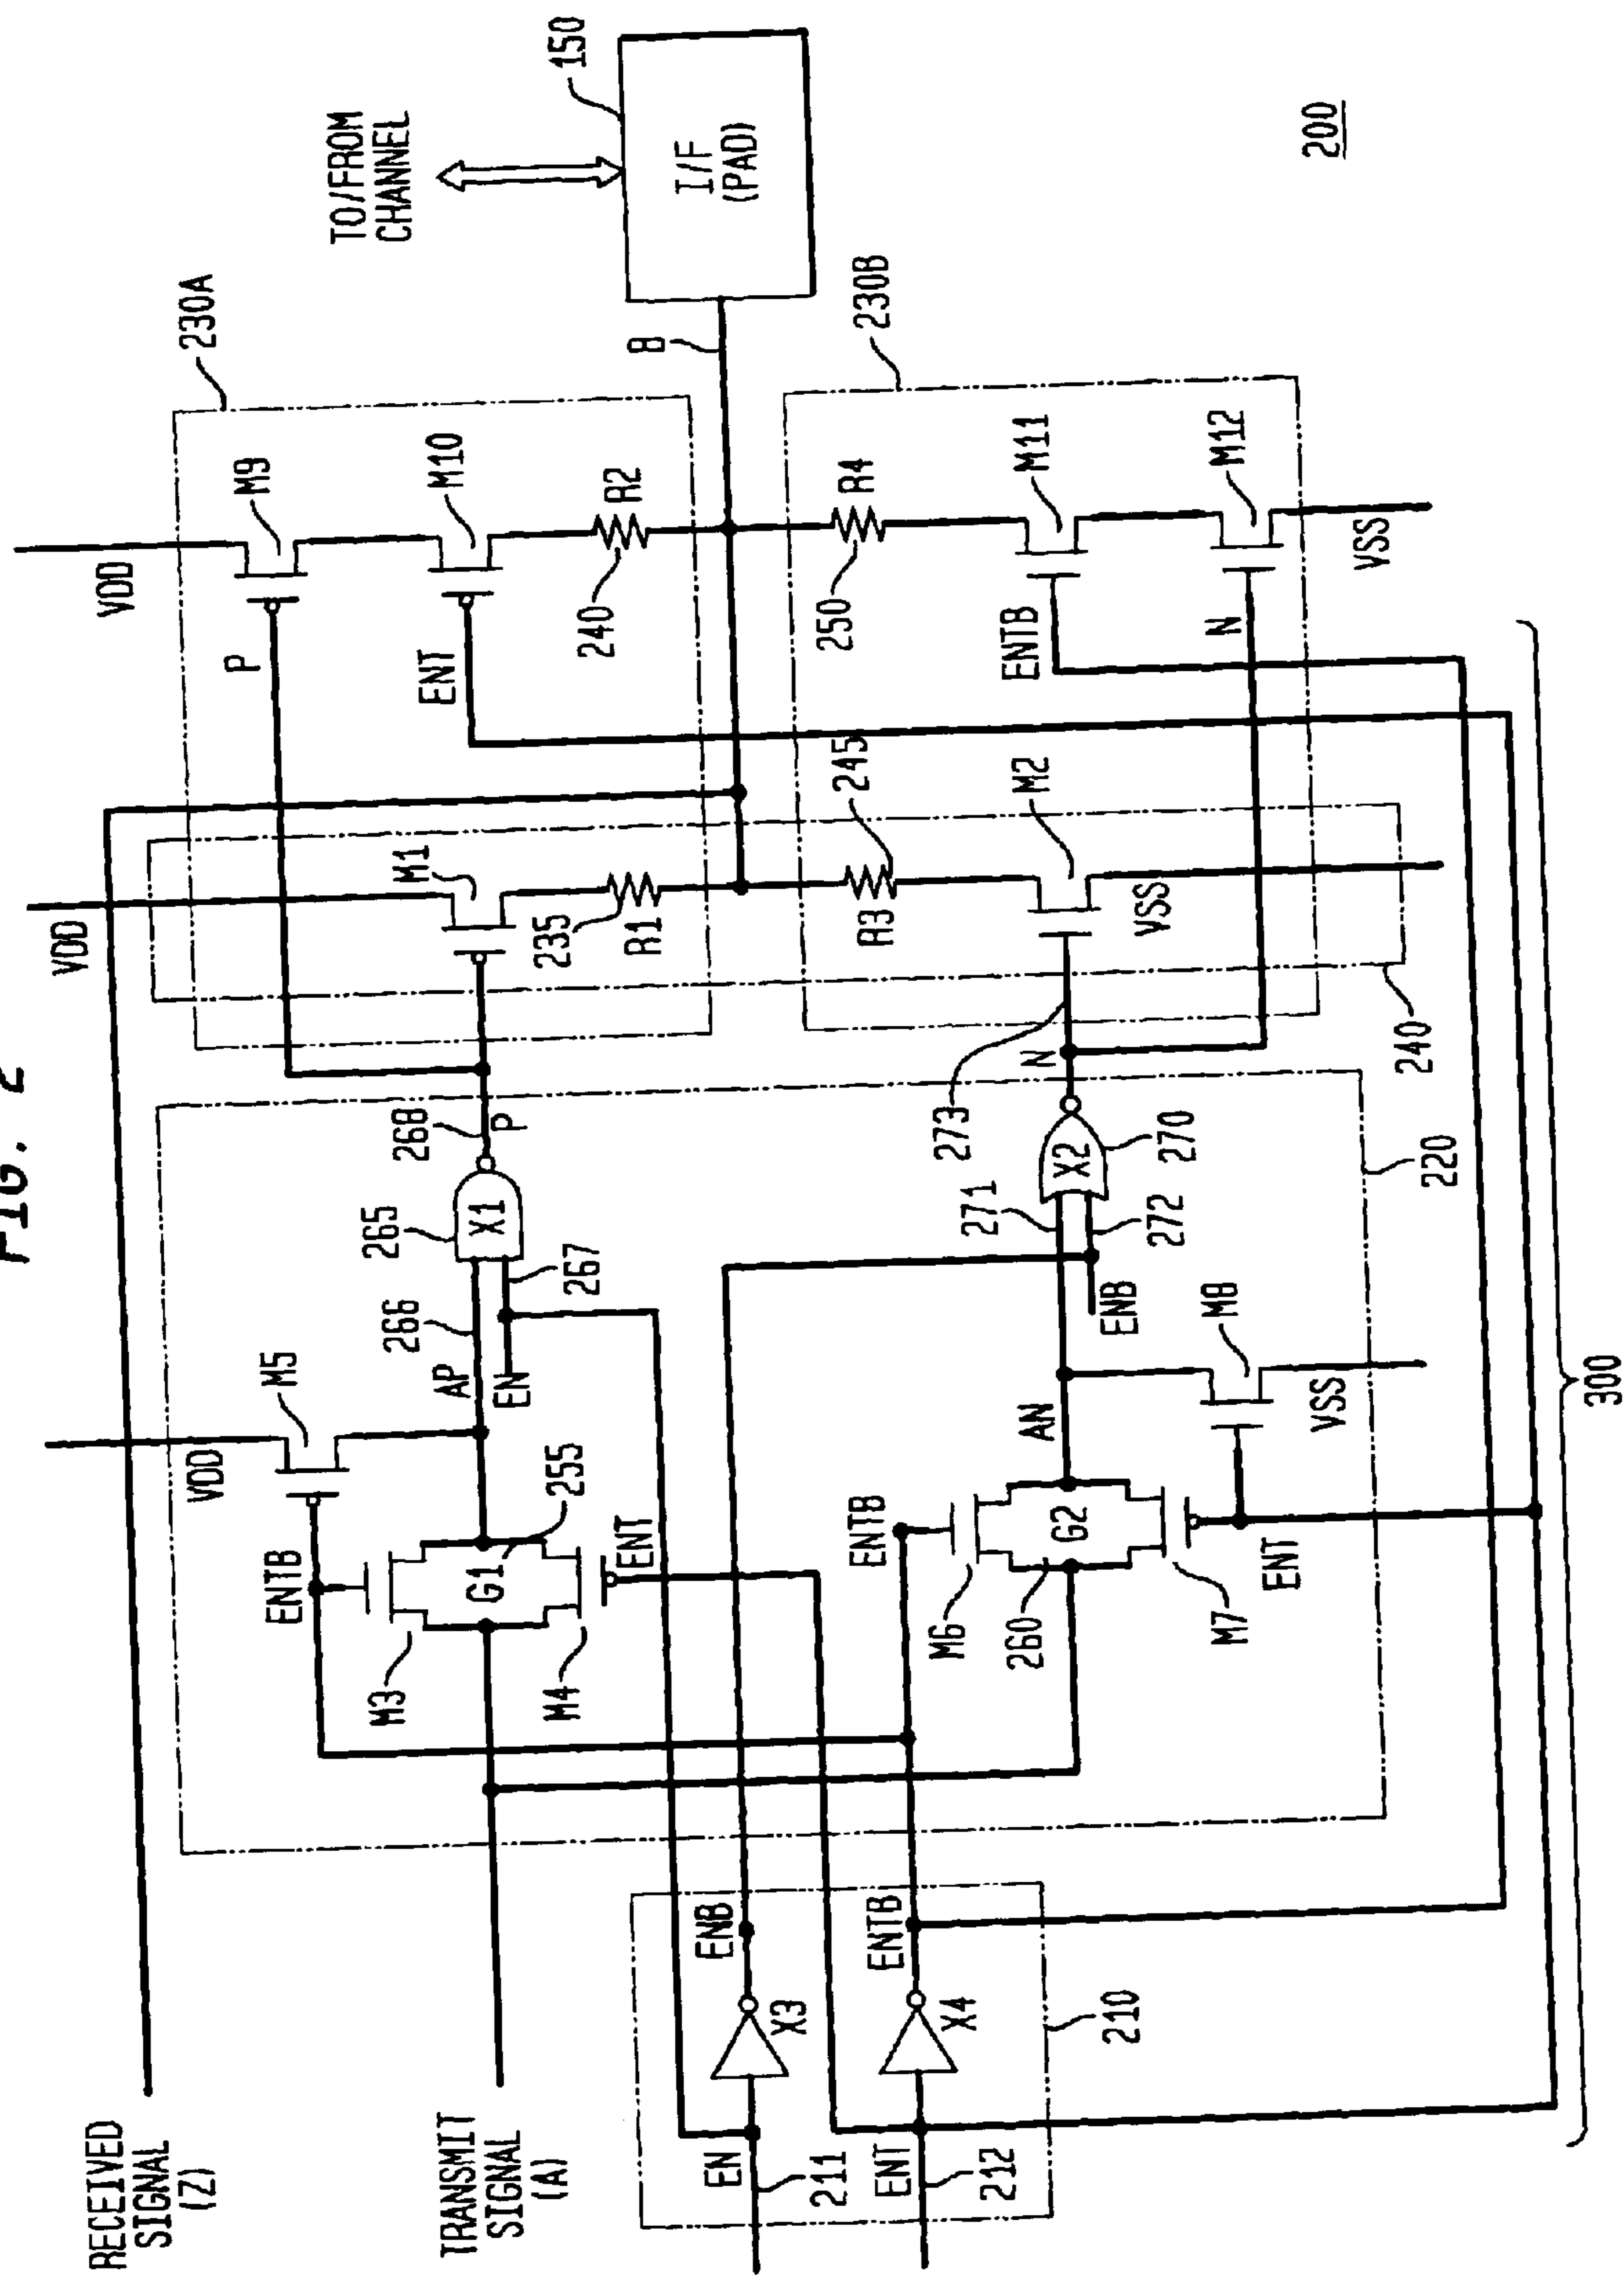 FIG. 2
RECEIVED
SIGNAL
(Z)
TRANSMIT
SIGNAL
(A)
EN
211
ENT
212
X3
X4
ENB
ENTB
210
VDD
M5
ENTB
M3
G1
255
M4
ENT
AP
266
EN
267
265
X1
268
P
ENTB
M6
G2
260
M7
ENT
AN
M8
VSS
ENB
271
272
X2
270
273
N
220
VDD
M1
235
R1
R3
245
M2
VSS
240
VDD
P
M9
ENT
M10
240
R2
250
R4
ENTB
M11
N
M12
VSS
230A
230B
B
TO/FROM
CHANNEL
150
I/F
(PAD)
200
300